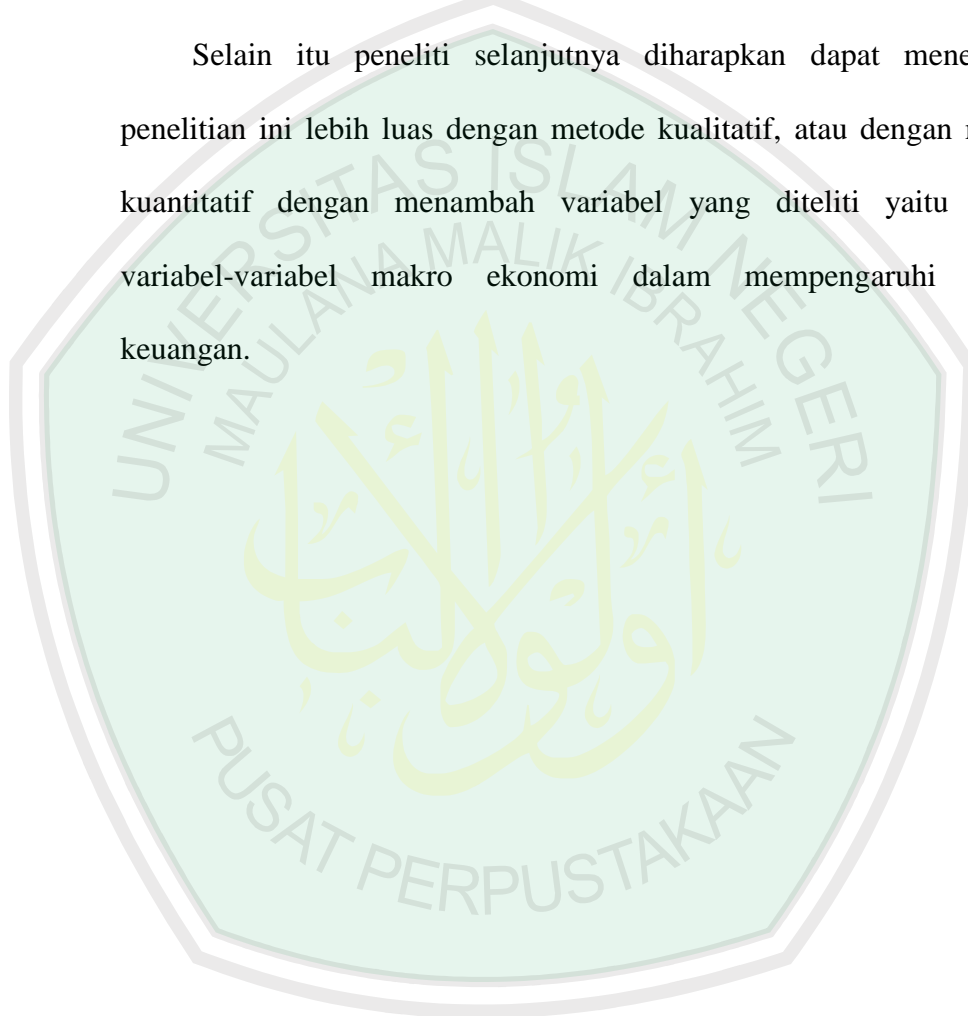 Selain itu peneliti selanjutnya diharapkan dapat
penelitian ini lebih luas dengan metode kualitatif, atau dengan
kuantitatif dengan menambah variabel yang diteliti yaitu
variabel-variabel makro ekonomi dalam mempengaruhi
keuangan.
UNIVERSITAS ISLAM NEGERI
MAULANA MALIK IBRAHIM
PUSAT PERPUSTAKAAN